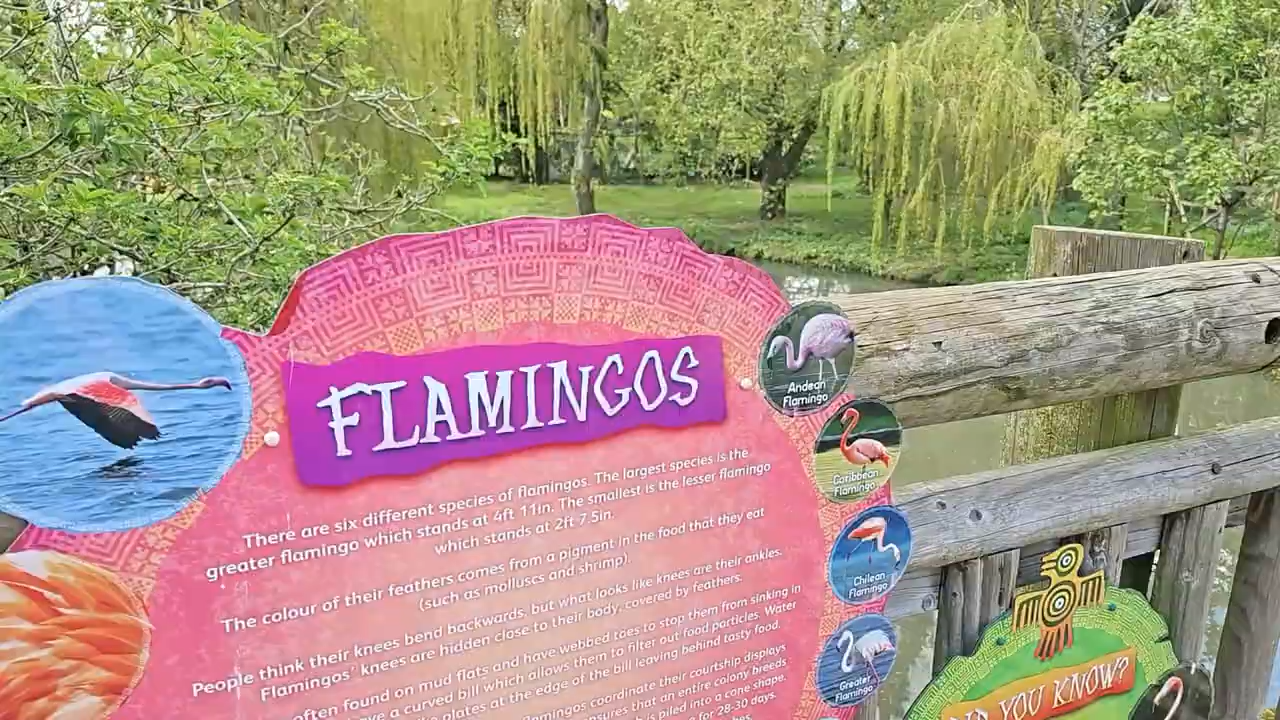 FLAMINGOS
There are six different species of flamingos. The largest species is the
greater flamingo which stands at 4ft 11in. The smallest is the lesser flamingo
which stands at 2ft 7.5in.
The colour of their feathers comes from a pigment in the food that they eat
(such as molluscs and shrimp).
People think their knees bend backwards, but what looks like knees are their ankles.
Flamingos' knees are hidden close to their body, covered by feathers.
often found on mud flats and have webbed toes to stop them from sinking in
a curved bill which allows them to filter out food particles. Water
plates at the edge of the bill leaving behind tasty food.
flamingos coordinate their courtship displays
ensures that an entire colony breeds
is piled into a cone shape.
for 28-30 days.
Andean
Flamingo
Caribbean
Flamingo
Chilean
Flamingo
Greater
Flamingo
YOU KNOW?